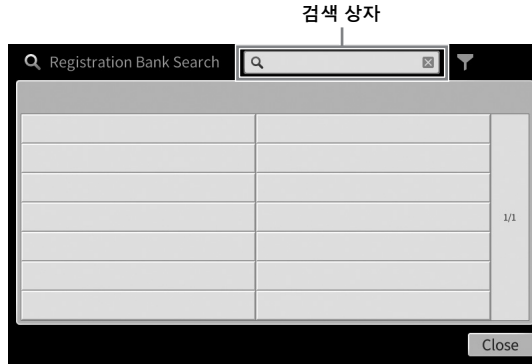 검색 상자
Registration Bank Search
1/1
Close